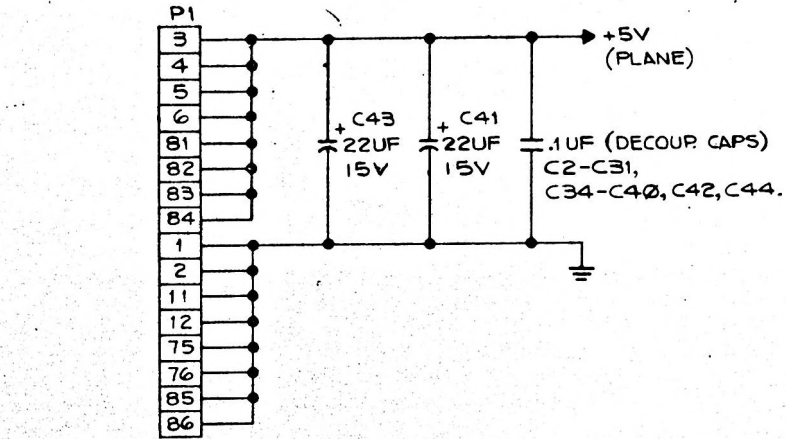 P1
3
4
5
6
81
82
83
84
1
2
11
12
75
76
85
86
+ C43
22UF
15V
+ C41
22UF
15V
.1UF (DECOUP. CAPS)
C2-C31,
C34-C40, C42, C44.
+5V
(PLANE)